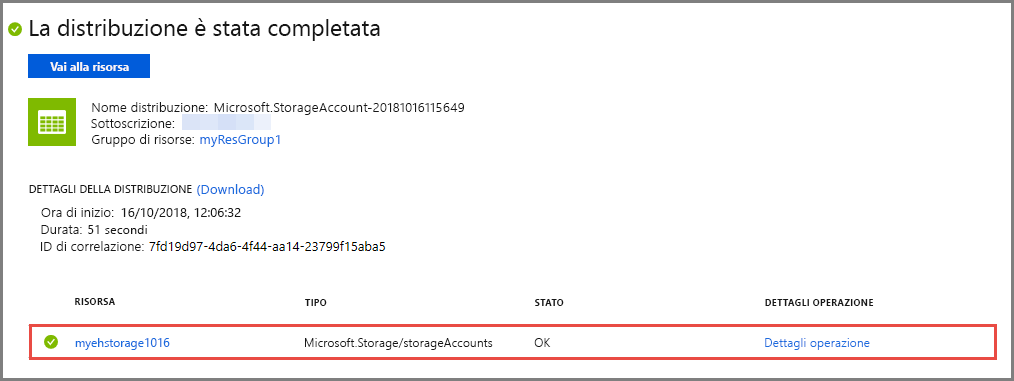 La distribuzione è stata completata
Vai alla risorsa
Nome distribuzione: Microsoft.StorageAccount-20181016115649
Sottoscrizione:
Gruppo di risorse: myResGroup1
DETTAGLI DELLA DISTRIBUZIONE (Download)
Ora di inizio: 16/10/2018, 12:06:32
Durata: 51 secondi
ID di correlazione: 7fd19d97-4da6-4f44-aa14-23799f15aba5
RISORSA TIPO STATO DETTAGLI OPERAZIONE
myehstorage1016 Microsoft.Storage/storageAccounts OK Dettagli operazione